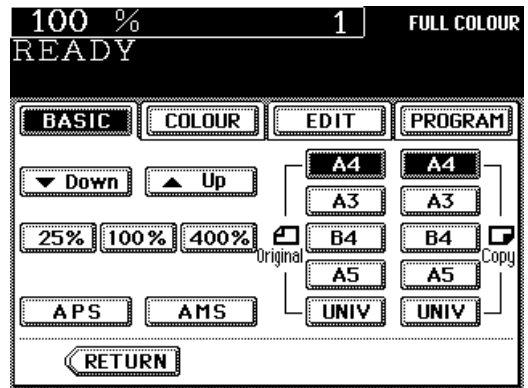 100 % 1 FULL COLOUR
READY
BASIC COLOUR EDIT PROGRAM
▼ Down ▲ Up
25% 100% 400%
APS AMS
Original
A4
A3
B4
A5
UNIV
A4
A3
B4
A5
UNIV
Copy
RETURN